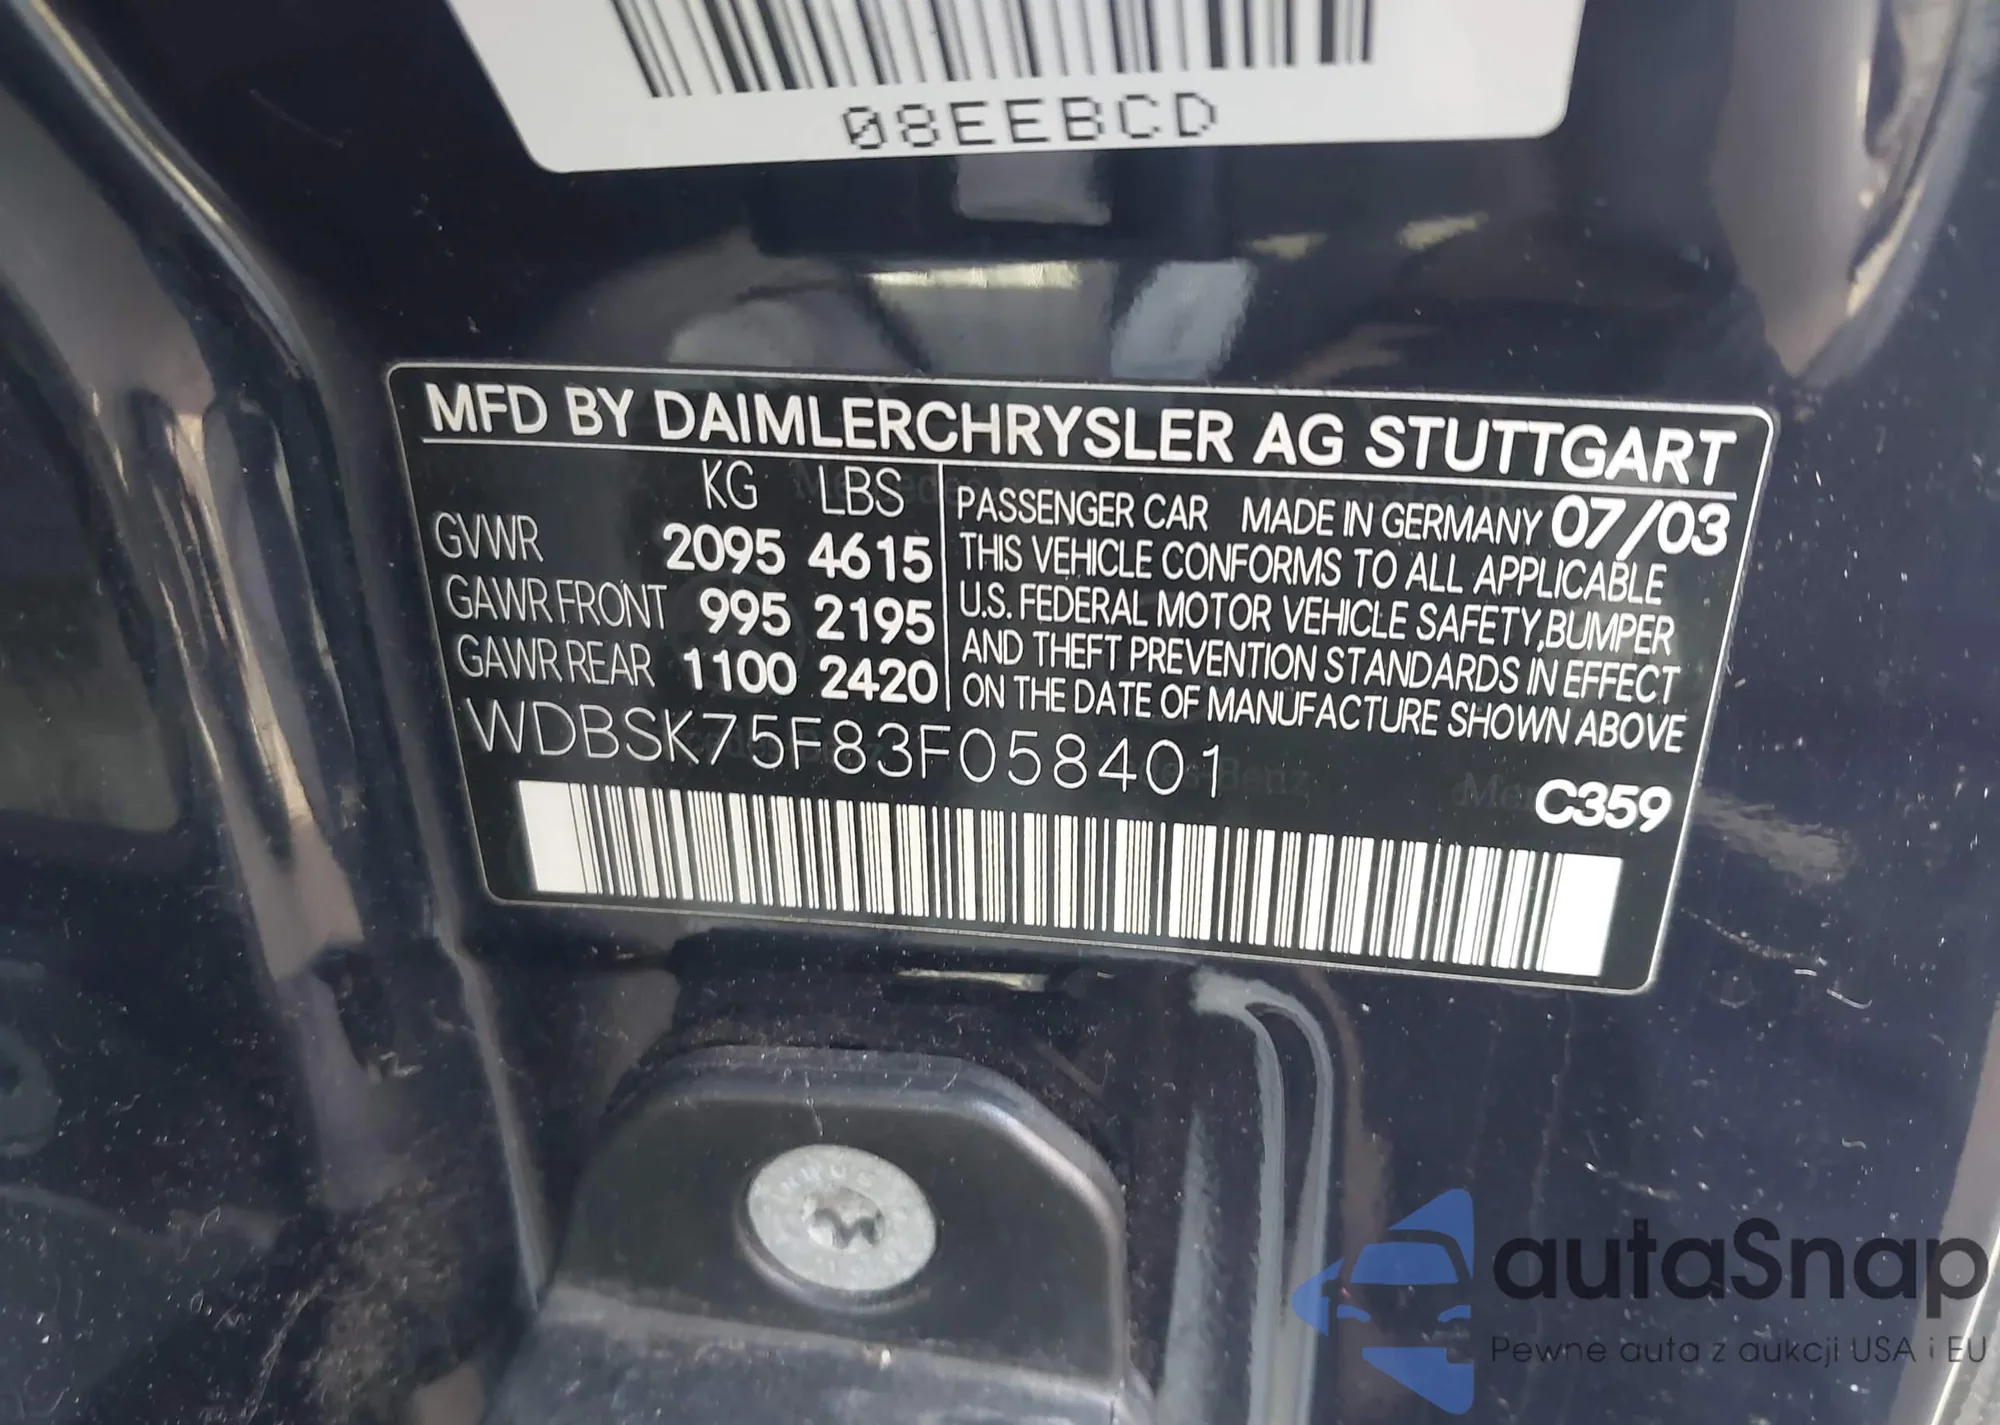 08EEBCD
MFD BY DAIMLERCHRYSLER AG STUTTGART
KG LBS
GVWR 2095 4615
GAWR FRONT 995 2195
GAWR REAR 1100 2420
PASSENGER CAR MADE IN GERMANY 07/03
THIS VEHICLE CONFORMS TO ALL APPLICABLE
U.S. FEDERAL MOTOR VEHICLE SAFETY, BUMPER
AND THEFT PREVENTION STANDARDS IN EFFECT
ON THE DATE OF MANUFACTURE SHOWN ABOVE
WDBSK75F83F058401
C359
autaSnap
Pewne auta z aukcji USA i EU